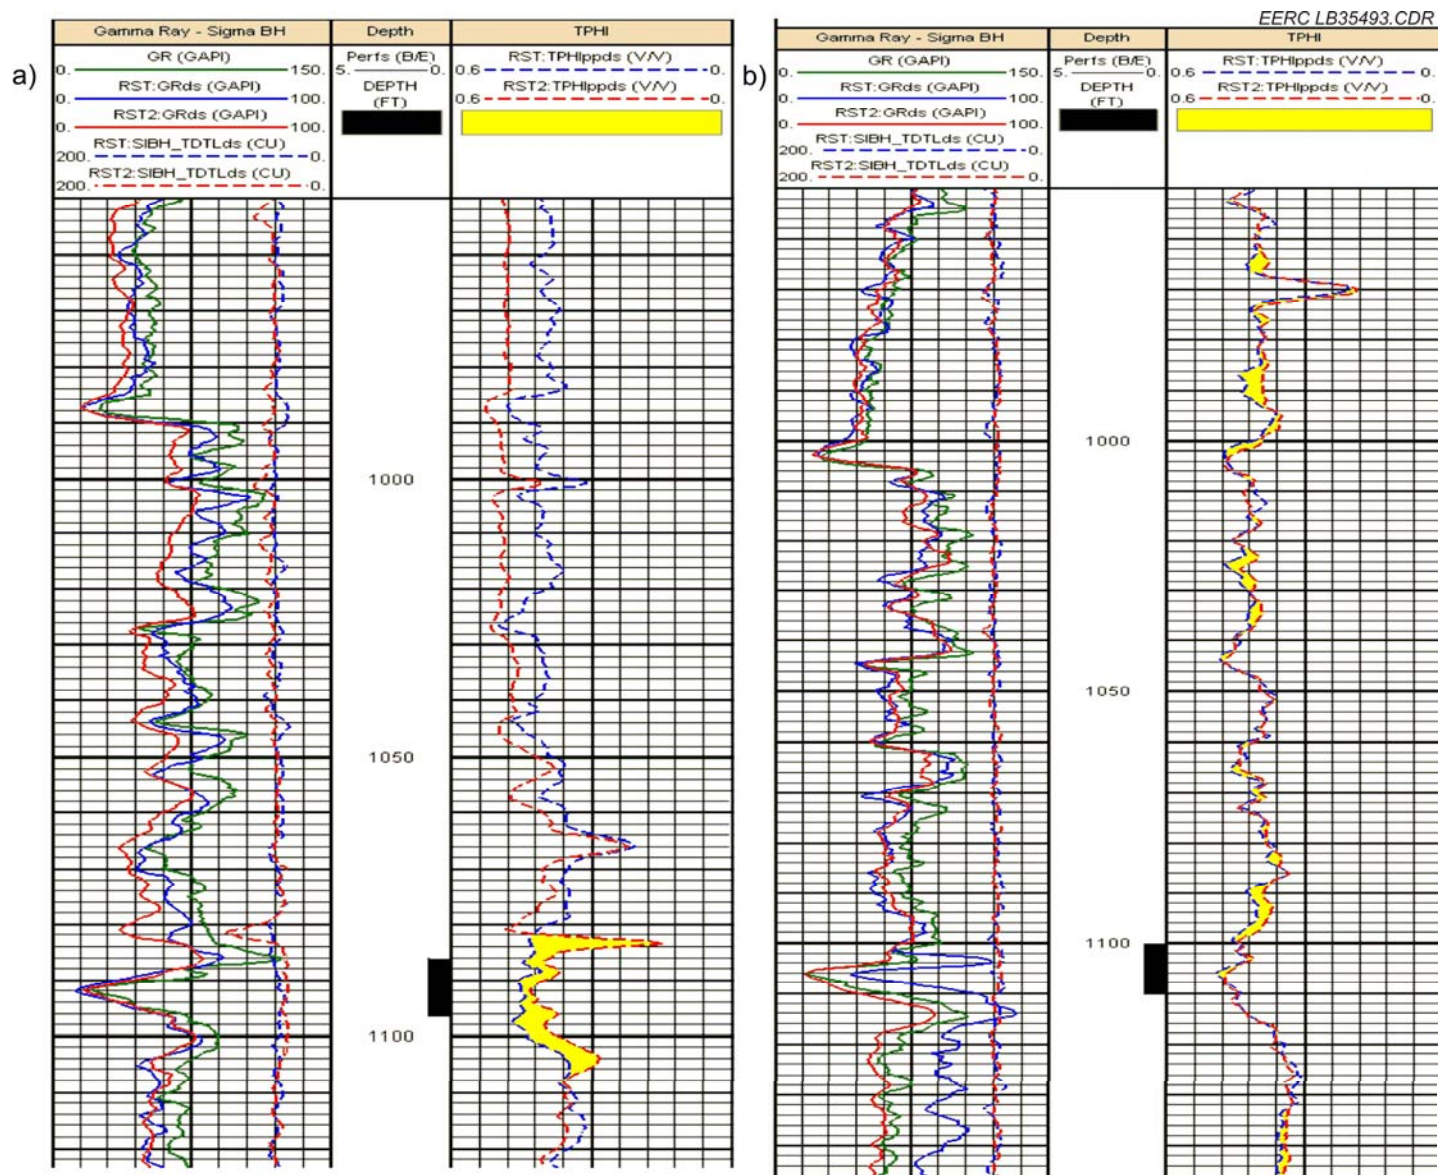 EERC LB35493.CDR
a)
Gamma Ray - Sigma BH Depth TPHI
GR (GAPI) Perfs (B/E) RST:TPHIppds (V/V)
0. 150. 5. 0. 0.6 0.
RST:GRds (GAPI) DEPTH RST2:TPHIppds (V/V)
0. 100. (FT) 0.6 0.
RST2:GRds (GAPI)
0. 100.
RST:SIBH_TDTLds (CU)
200. 0.
RST2:SIBH_TDTLds (CU)
200. 0.
1000
1050
1100
b)
Gamma Ray - Sigma BH Depth TPHI
GR (GAPI) Perfs (B/E) RST:TPHIppds (V/V)
0. 150. 5. 0. 0.6 0.
RST:GRds (GAPI) DEPTH RST2:TPHIppds (V/V)
0. 100. (FT) 0.6 0.
RST2:GRds (GAPI)
0. 100.
RST:SIBH_TDTLds (CU)
200. 0.
RST2:SIBH_TDTLds (CU)
200. 0.
1000
1050
1100